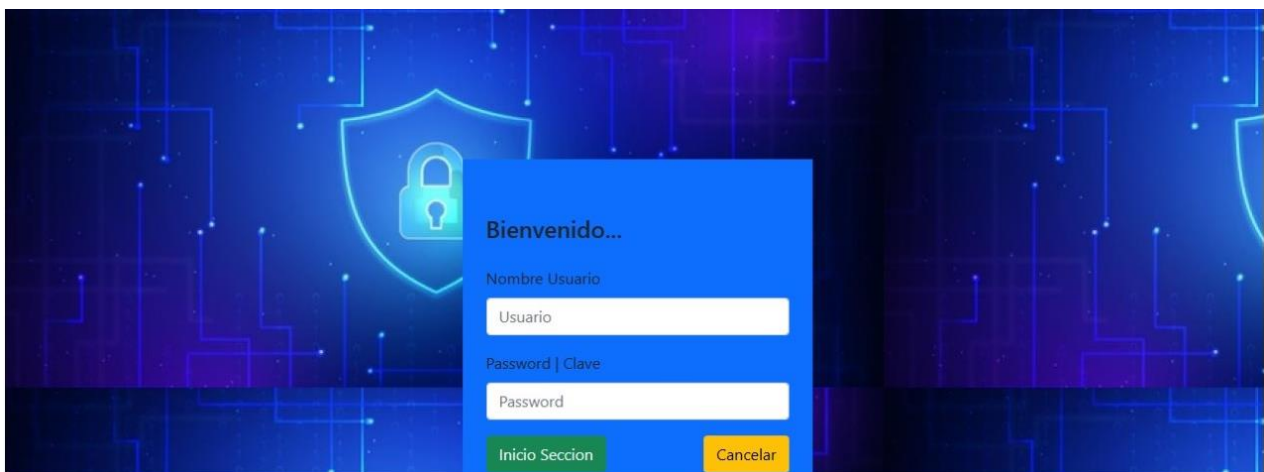 Bienvenido...
Nombre Usuario
Usuario
Password | Clave
Password
Inicio Seccion Cancelar